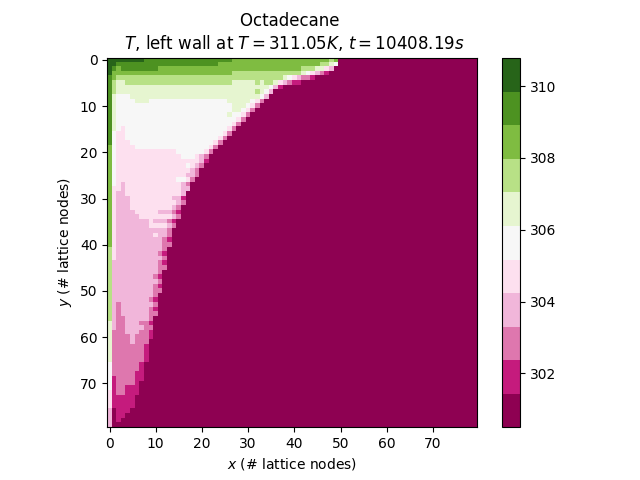 Octadecane
T, left wall at T = 311.05K, t = 10408.19s
0
10
20
30
40
50
60
70
y (# lattice nodes)
0 10 20 30 40 50 60 70
x (# lattice nodes)
310
308
306
304
302